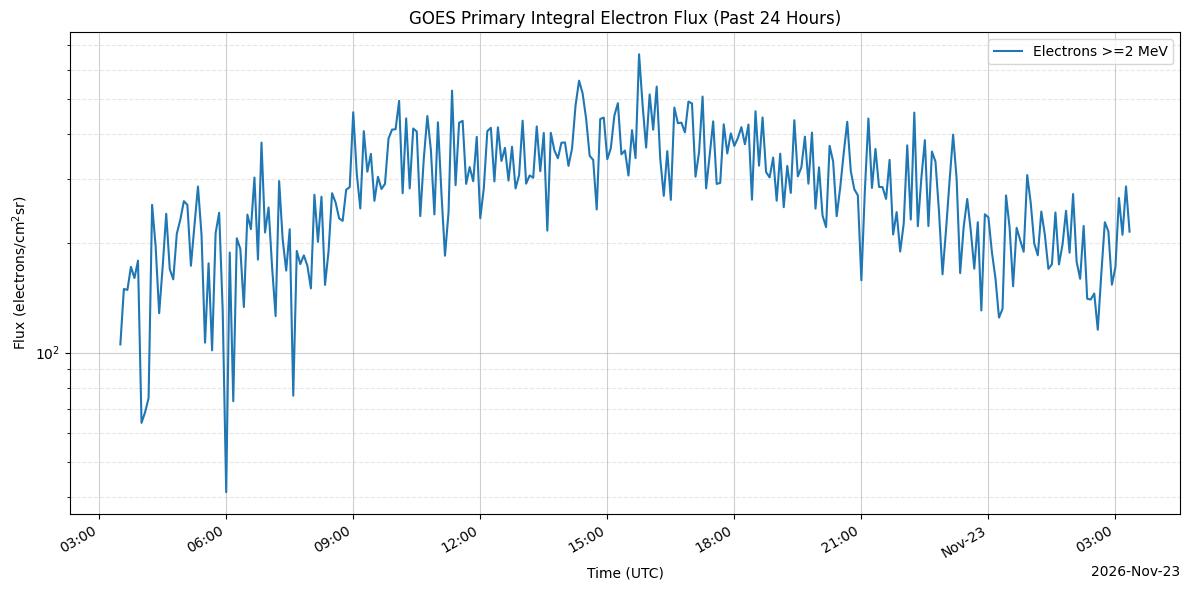 GOES Primary Integral Electron Flux (Past 24 Hours)
Electrons >=2 MeV
Flux (electrons/cm²sr)
10²
03:00
06:00
09:00
12:00
15:00
18:00
21:00
Nov-23
03:00
Time (UTC)
2026-Nov-23